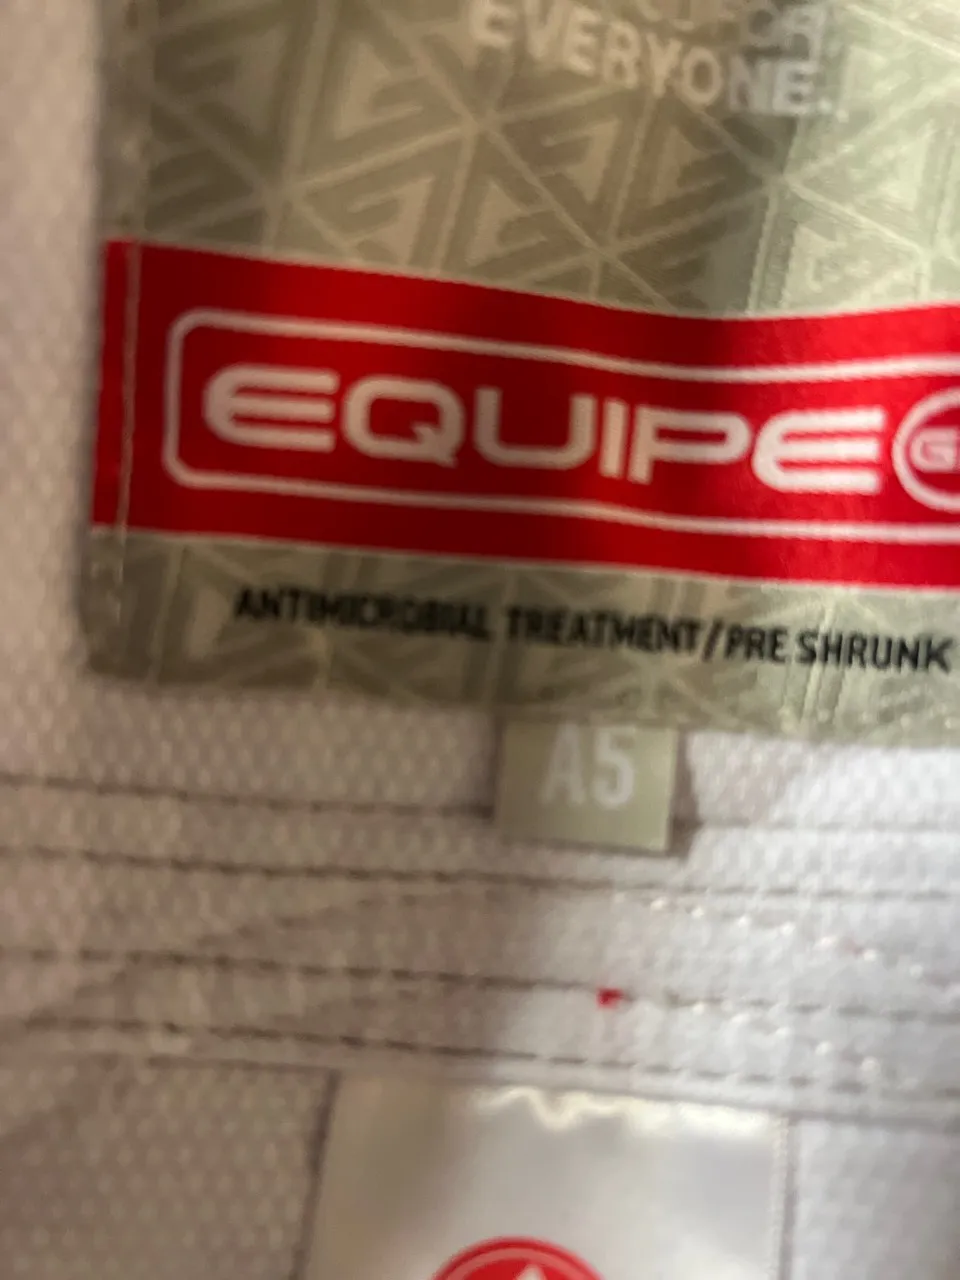 EVERYONE.
EQUIPE G
ANTIMICROBIAL TREATMENT/PRE SHRUNK
A5